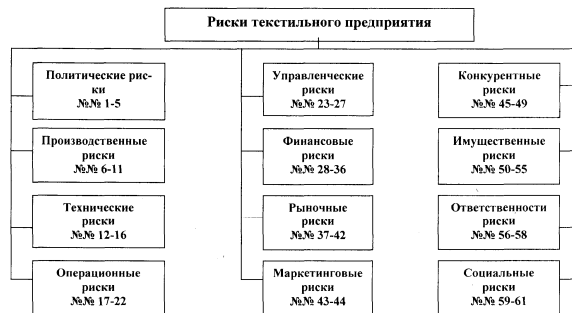 Риски текстильного предприятия
Политические рис-
ки
№№ 1-5
Производственные
риски
№№ 6-11
Технические
риски
№№ 12-16
Операционные
риски
№№ 17-22
Управленческие
риски
№№ 23-27
Финансовые
риски
№№ 28-36
Рыночные
риски
№№ 37-42
Маркетинговые
риски
№№ 43-44
Конкурентные
риски
№№ 45-49
Имущественные
риски
№№ 50-55
Ответственности
риски
№№ 56-58
Социальные
риски
№№ 59-61